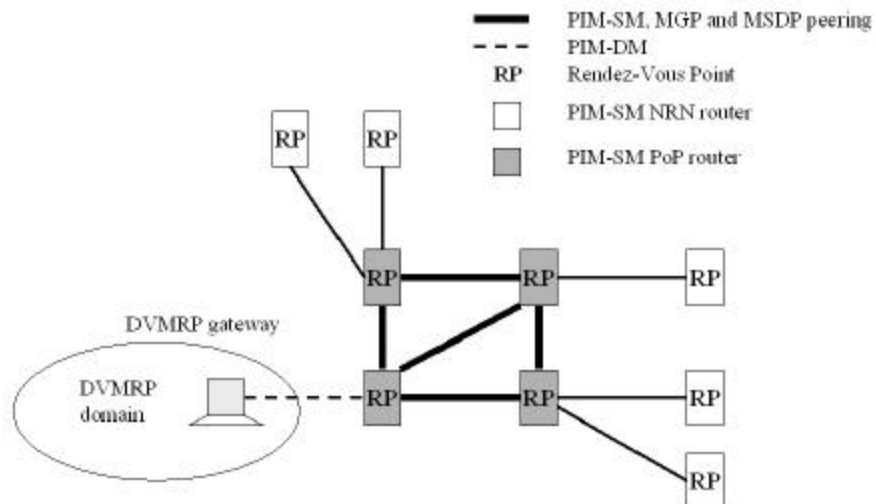 PIM-SM, MGP and MSDP peering
PIM-DM
RP Rendez-Vous Point
PIM-SM NRN router
PIM-SM PoP router
RP RP
RP RP RP
DVMRP gateway
DVMRP
domain
RP RP RP
RP